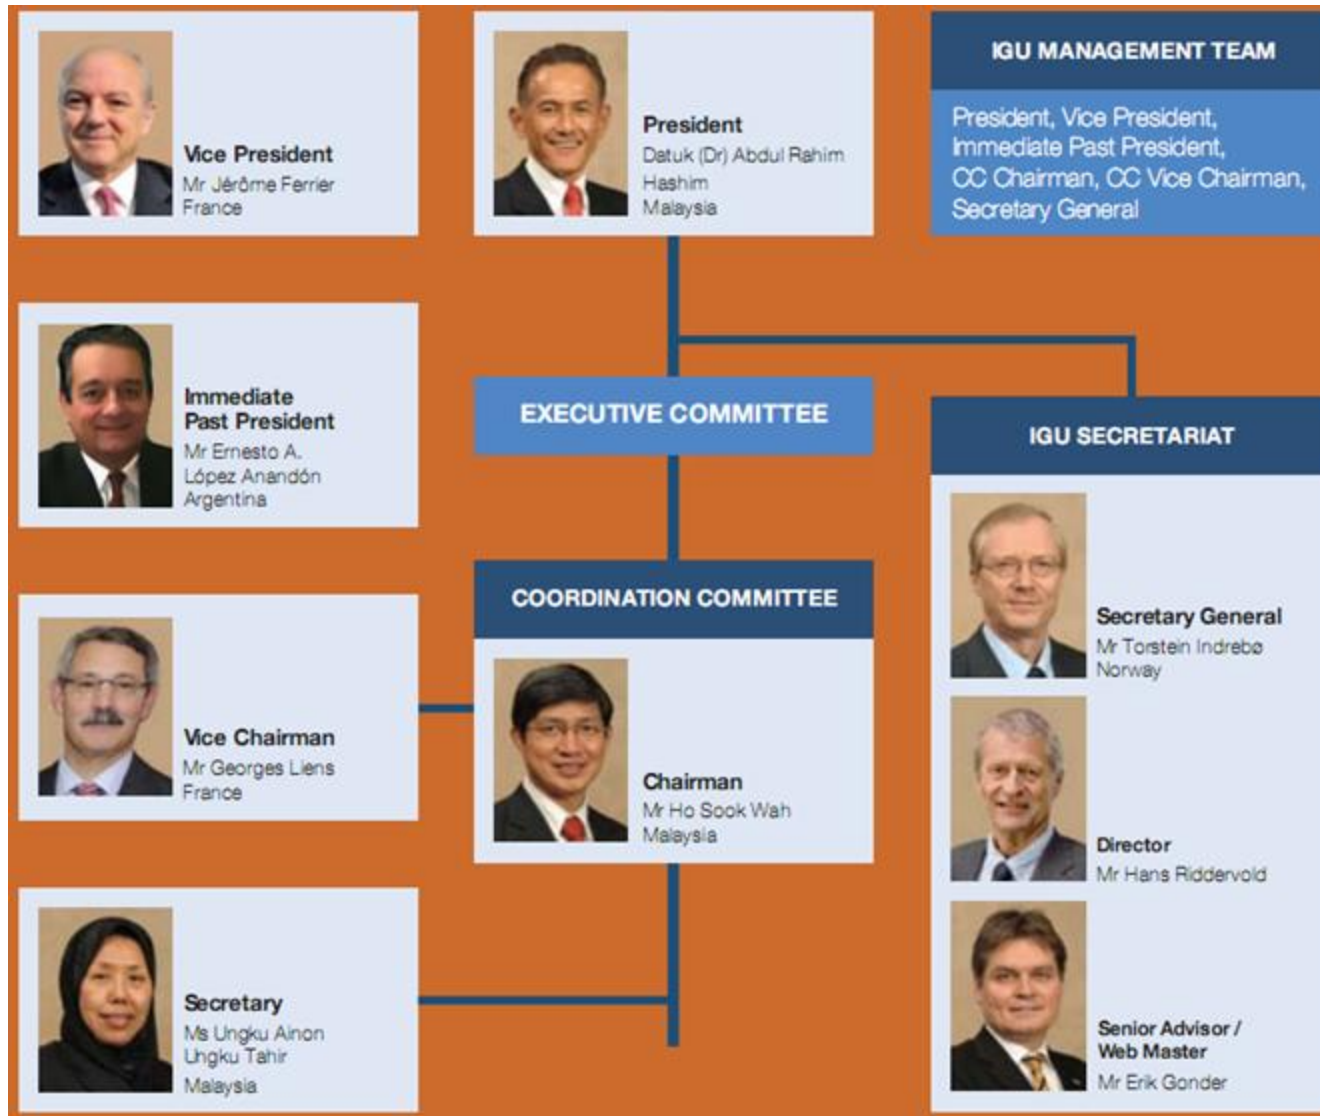 Vice President
Mr Jérôme Ferrier
France
President
Datuk (Dr) Abdul Rahim
Hashim
Malaysia
IGU MANAGEMENT TEAM
President, Vice President,
Immediate Past President,
CC Chairman, CC Vice Chairman,
Secretary General
Immediate
Past President
Mr Ernesto A.
López Anandón
Argentina
EXECUTIVE COMMITTEE
IGU SECRETARIAT
COORDINATION COMMITTEE
Vice Chairman
Mr Georges Liens
France
Chairman
Mr Ho Sook Wah
Malaysia
Secretary General
Mr Torstein Indrebø
Norway
Director
Mr Hans Riddervold
Secretary
Ms Ungku Ainon
Ungku Tahir
Malaysia
Senior Advisor /
Web Master
Mr Erik Gonder